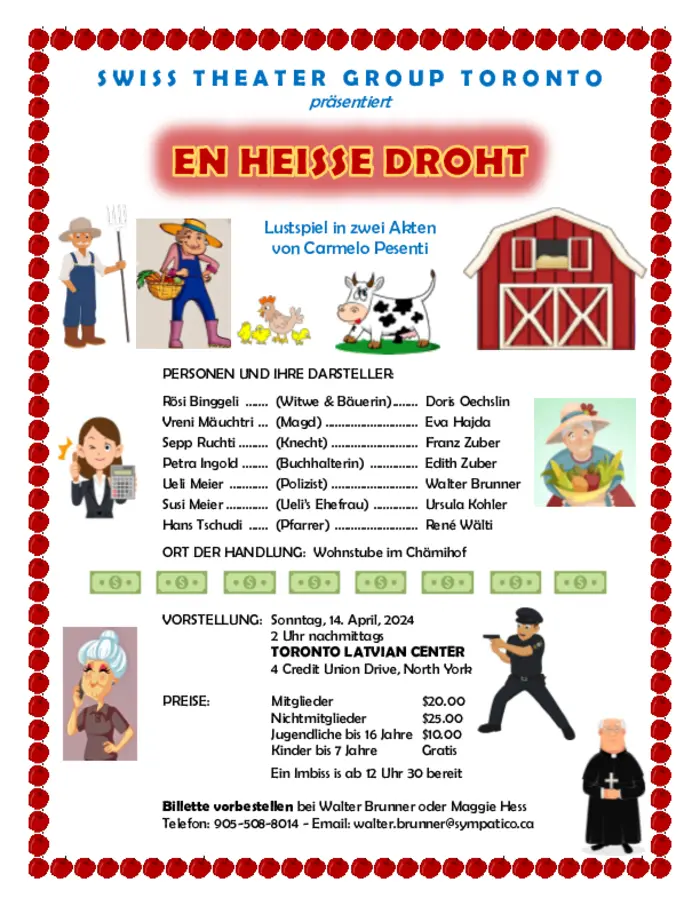 SWISS THEATER GROUP TORONTO
präsentiert
EN HEISSE DROHT
Lustspiel in zwei Akten
von Carmelo Pesenti
PERSONEN UND IHRE DARSTELLER:
Rösi Binggeli ....... (Witwe & Bäuerin)........ Doris Oechslin
Vreni Mäuchtri ... (Magd) ............................ Eva Hajda
Sepp Ruchti ......... (Knecht) .......................... Franz Zuber
Petra Ingold ........ (Buchhalterin) .............. Edith Zuber
Ueli Meier ............ (Polizist) .......................... Walter Brunner
Susi Meier ............. (Ueli's Ehefrau) .............. Ursula Kohler
Hans Tschudi ...... (Pfarrer) ......................... René Wälti
ORT DER HANDLUNG: Wohnstube im Chämihof
VORSTELLUNG: Sonntag, 14. April, 2024
2 Uhr nachmittags
TORONTO LATVIAN CENTER
4 Credit Union Drive, North York
PREISE: Mitglieder $20.00
Nichtmitglieder $25.00
Jugendliche bis 16 Jahre $10.00
Kinder bis 7 Jahre Gratis
Ein Imbiss is ab 12 Uhr 30 bereit
Billette vorbestellen bei Walter Brunner oder Maggie Hess
Telefon: 905-508-8014 - Email: walter.brunner@sympatico.ca